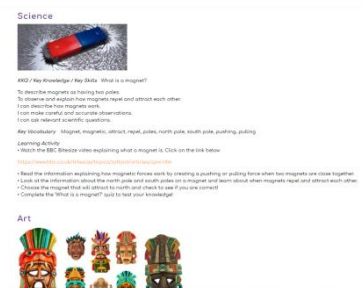 Science
KKI2 / Key Knowledge / Key Skills What is a magnet?
To describe magnets as having two poles.
To observe and explain how magnets repel and attract each other.
I can describe how magnets work.
I can make careful and accurate observations.
I can ask relevant scientific questions.
Key Vocabulary Magnet, magnetic, attract, repel, poles, north pole, south pole, pushing, pulling
Learning Activity
• Watch the BBC Bitesize video explaining what a magnet is. Click on the link below.
• Read the information explaining how magnetic forces work by creating a pushing or pulling force when two magnets are close together.
• Look at the information about the north pole and south poles on a magnet and learn about when magnets repel and attract each other.
• Choose the magnet that will attract to north and check to see if you are correct!
• Complete the 'What is a magnet?' quiz to test your knowledge!
Art